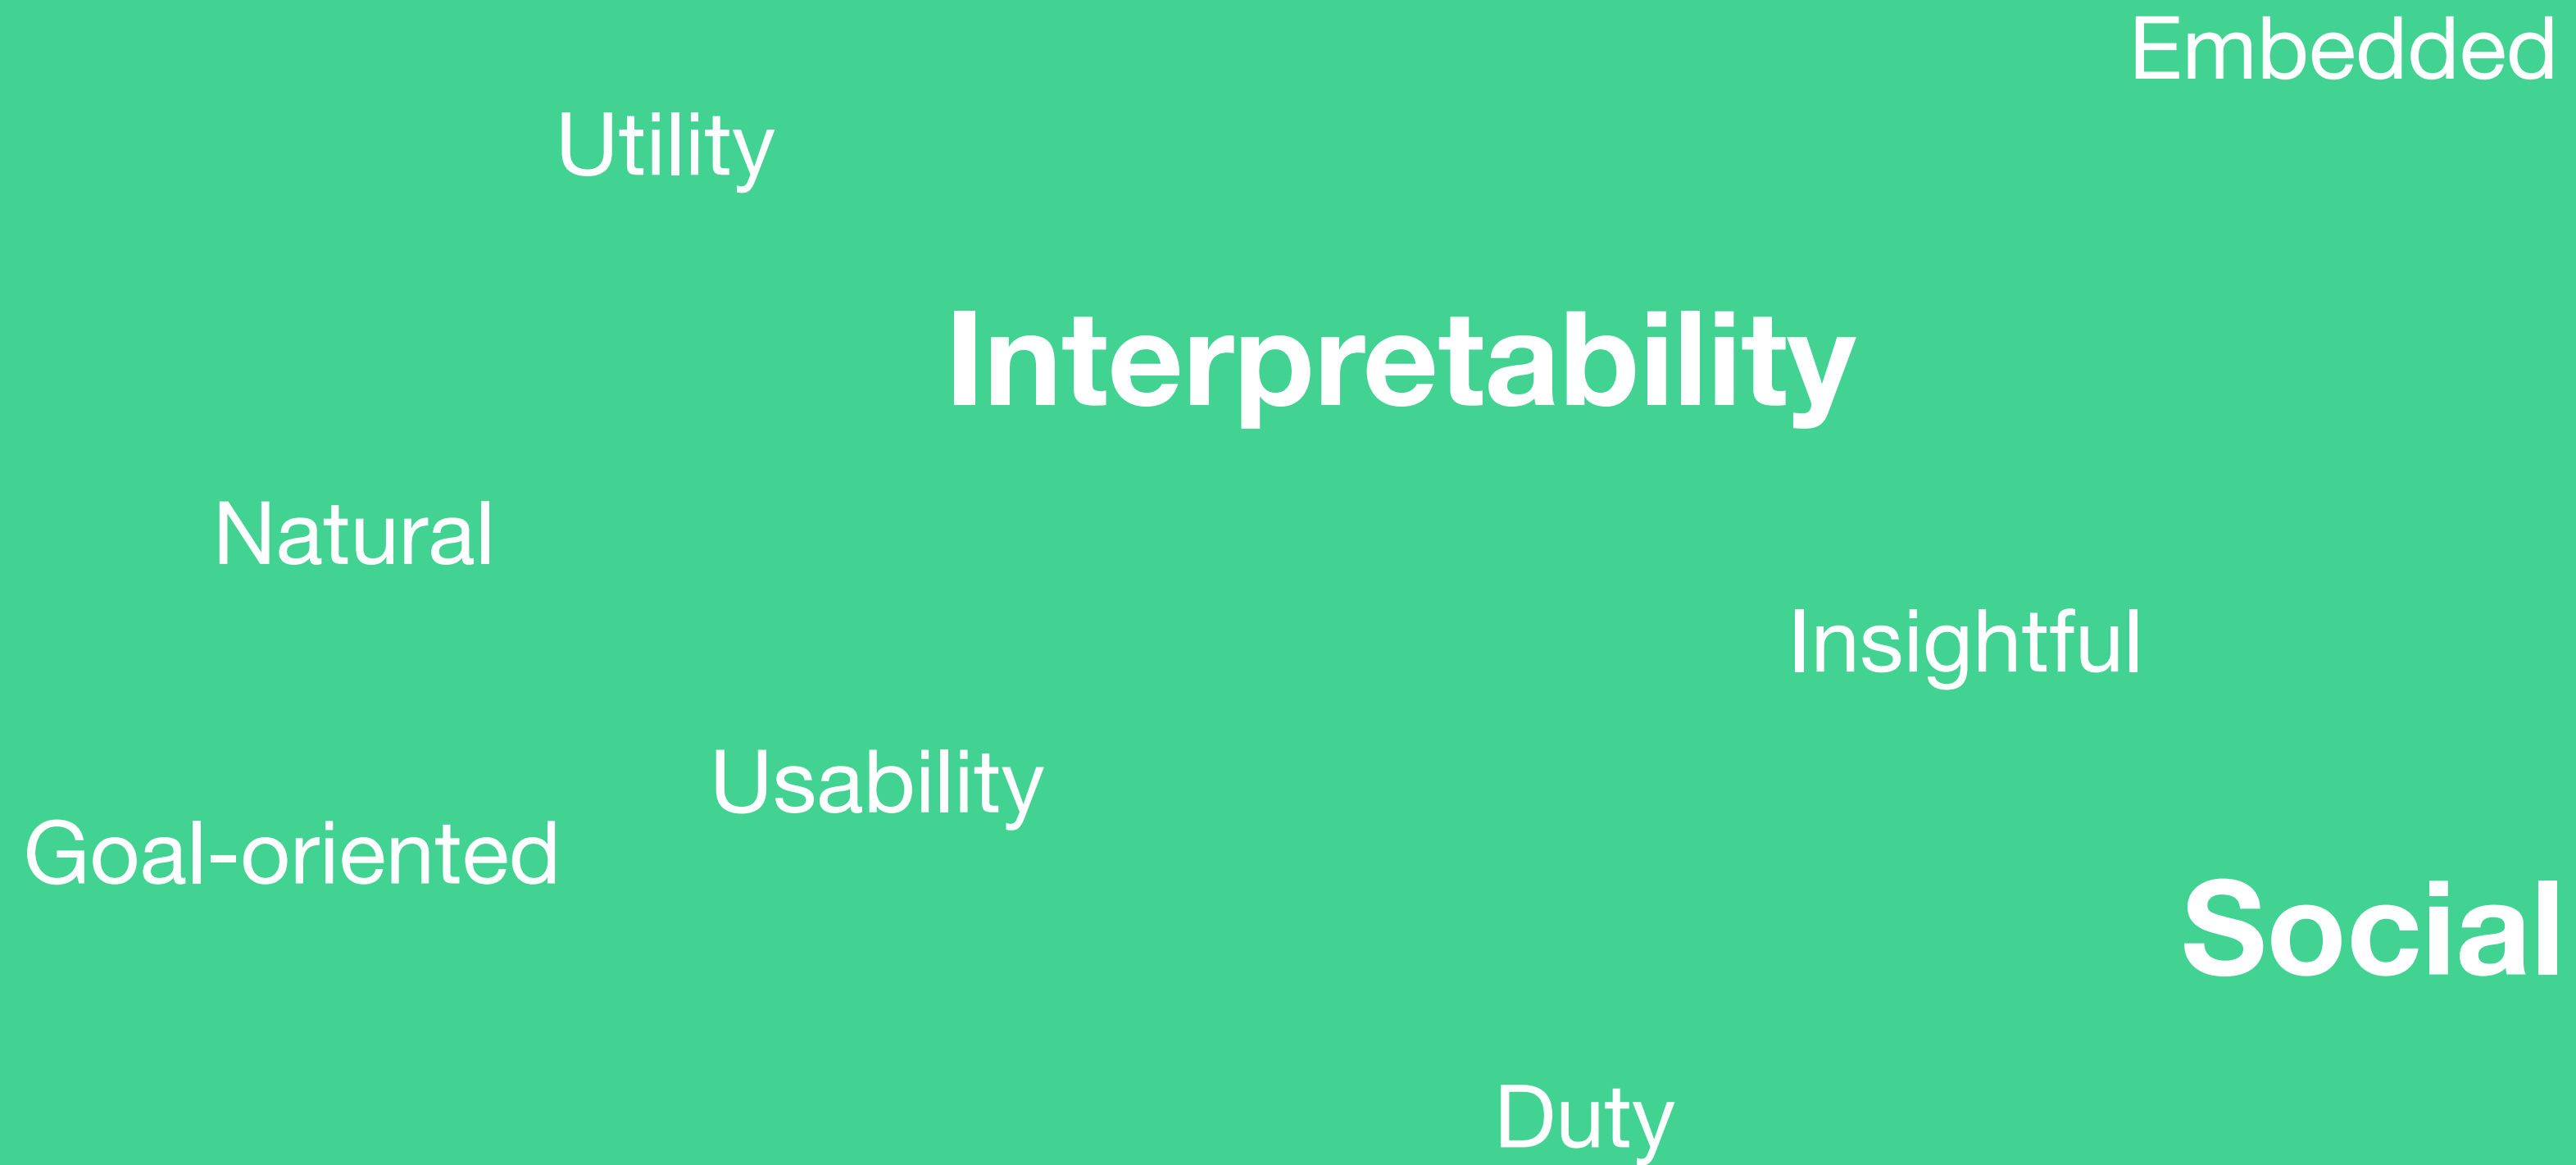 Embedded
Utility
Interpretability
Natural
Insightful
Usability
Goal-oriented
Social
Duty